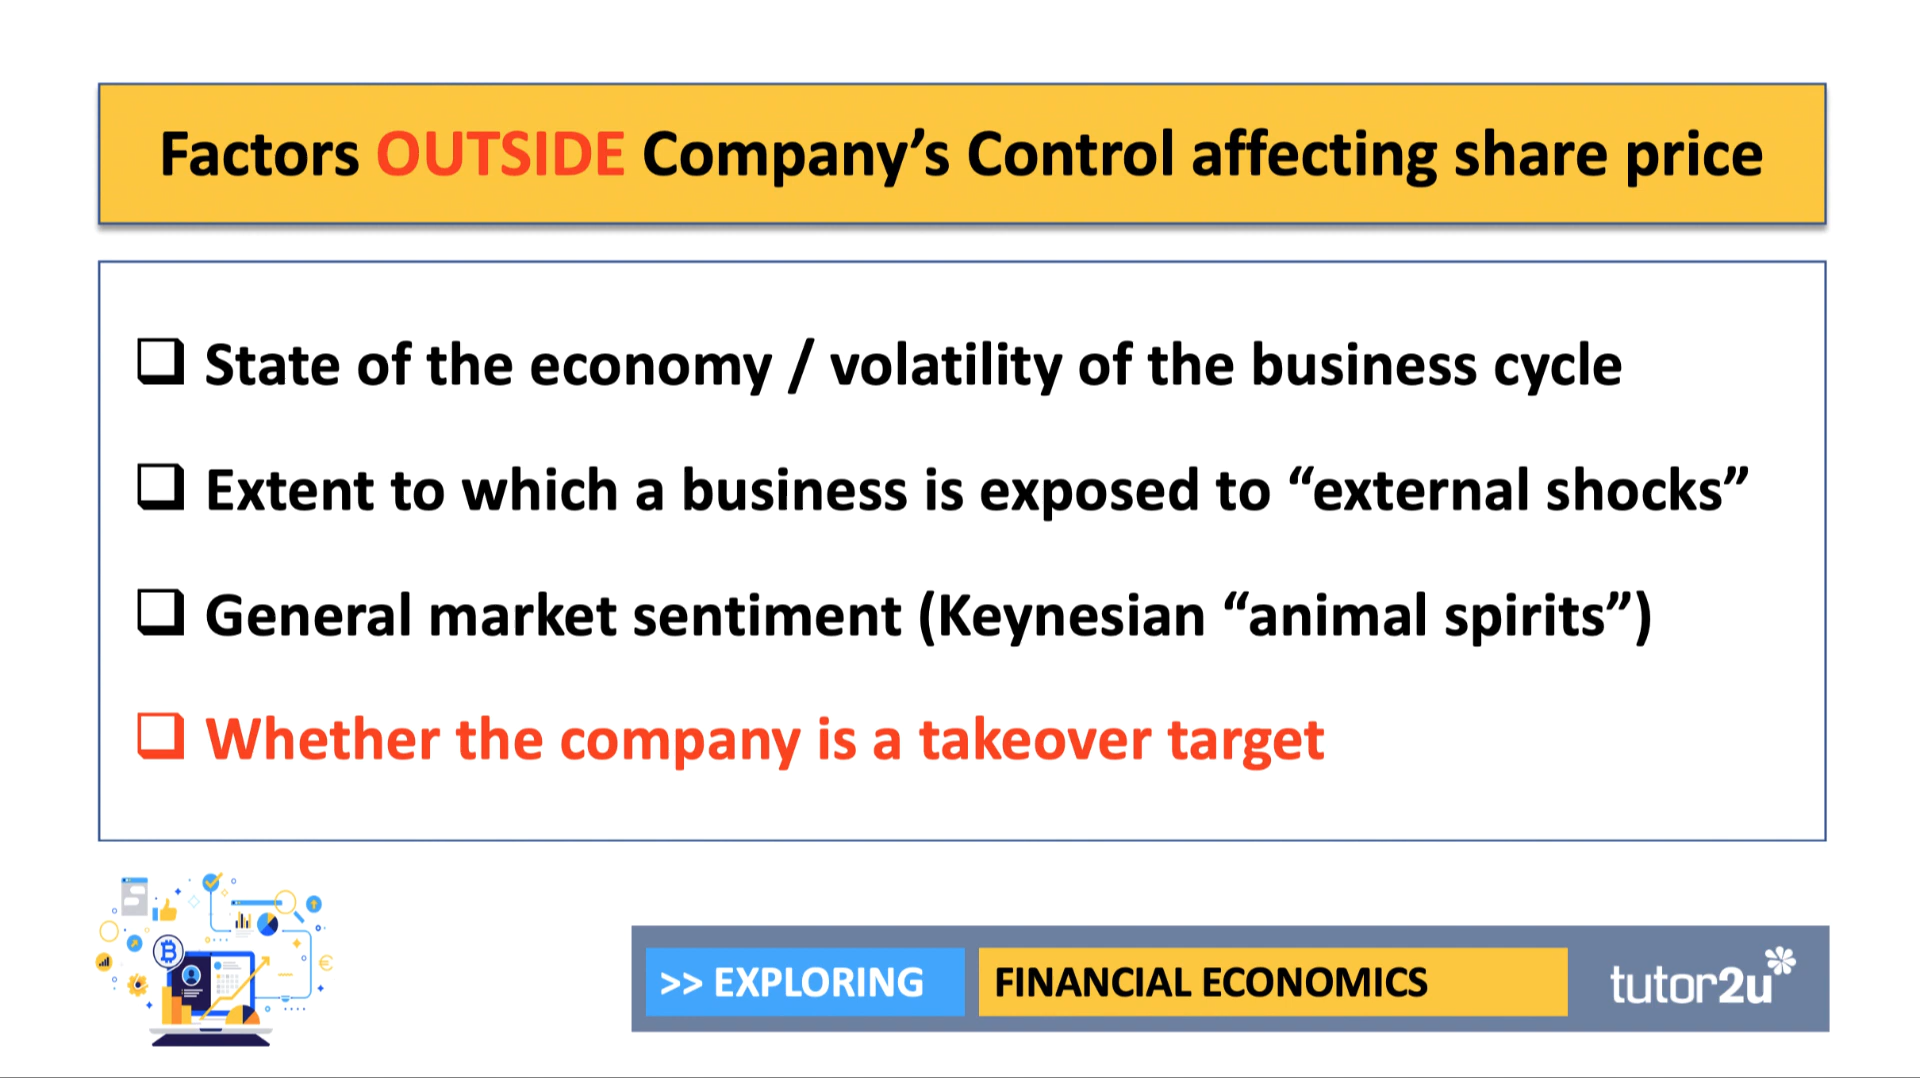 Factors OUTSIDE Company’s Control affecting share price
State of the economy / volatility of the business cycle
Extent to which a business is exposed to “external shocks”
General market sentiment (Keynesian “animal spirits”)
Whether the company is a takeover target
>> EXPLORING
FINANCIAL ECONOMICS
tutor2u